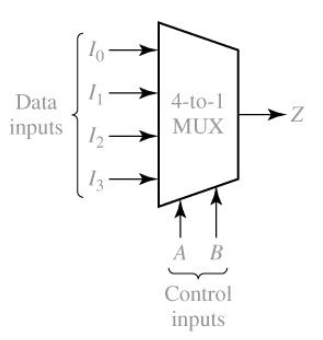 I₀
I₁
Data
inputs
I₂
I₃
4-to-1
MUX
Z
A B
Control
inputs